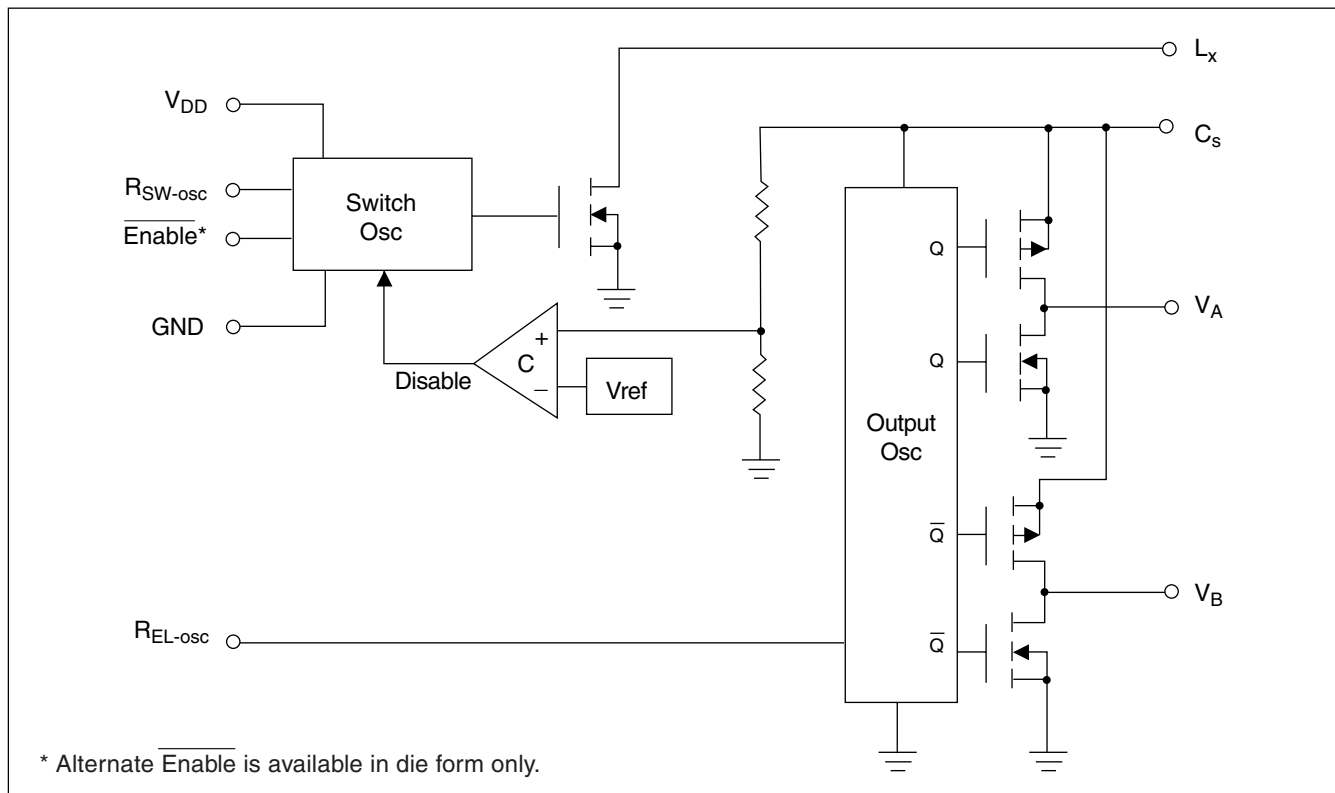 Lx
VDD
Cs
RSW-osc
Switch
Osc
Enable*
Q
VA
GND
+
C
Q
Disable
−
Vref
Output
Osc
Q̅
VB
REL-osc
Q̅
* Alternate Enable is available in die form only.